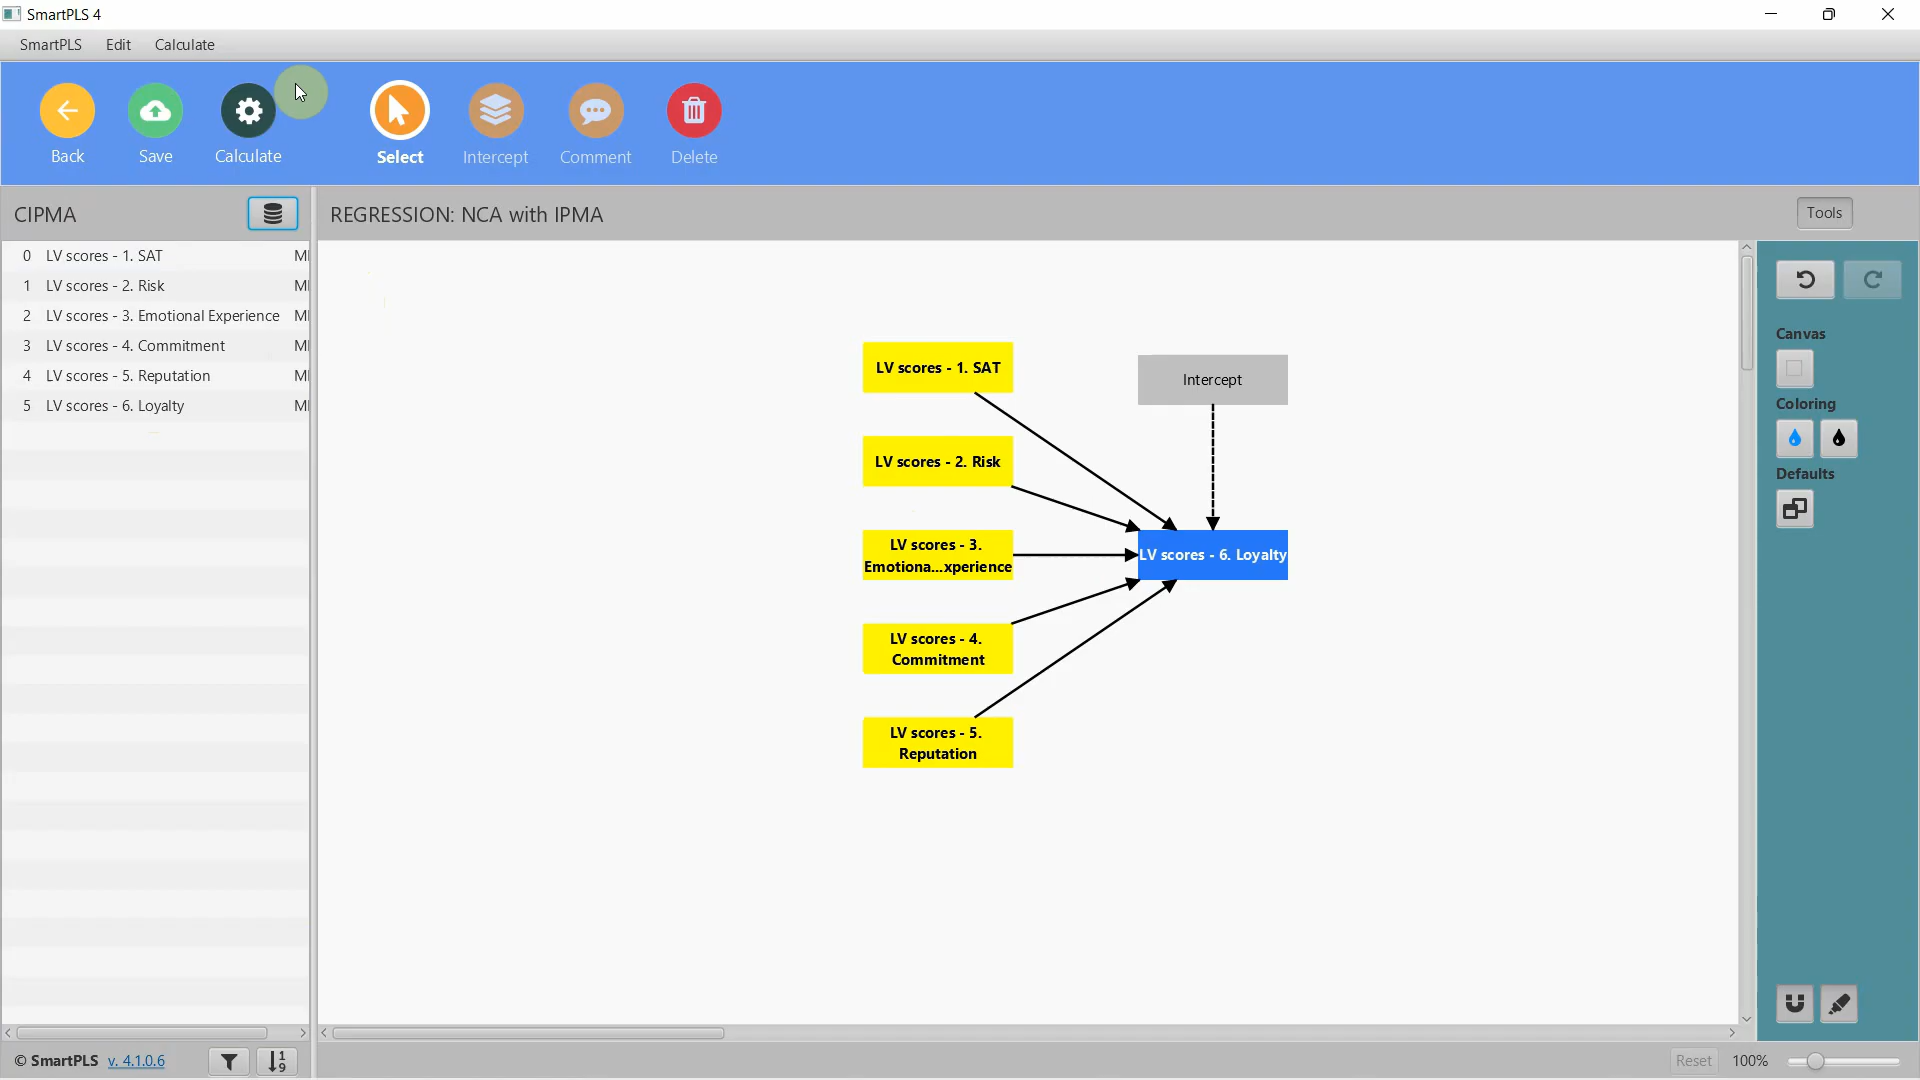 SmartPLS 4
SmartPLS Edit Calculate
Back Save Calculate Select Intercept Comment Delete
CIPMA
REGRESSION: NCA with IPMA
Tools
0 LV scores - 1. SAT
1 LV scores - 2. Risk
2 LV scores - 3. Emotional Experience
3 LV scores - 4. Commitment
4 LV scores - 5. Reputation
5 LV scores - 6. Loyalty
LV scores - 1. SAT
Intercept
LV scores - 2. Risk
LV scores - 3.
Emotiona...xperience
LV scores - 6. Loyalty
LV scores - 4.
Commitment
LV scores - 5.
Reputation
Canvas
Coloring
Defaults
© SmartPLS v. 4.1.0.6
1
9
Reset 100%